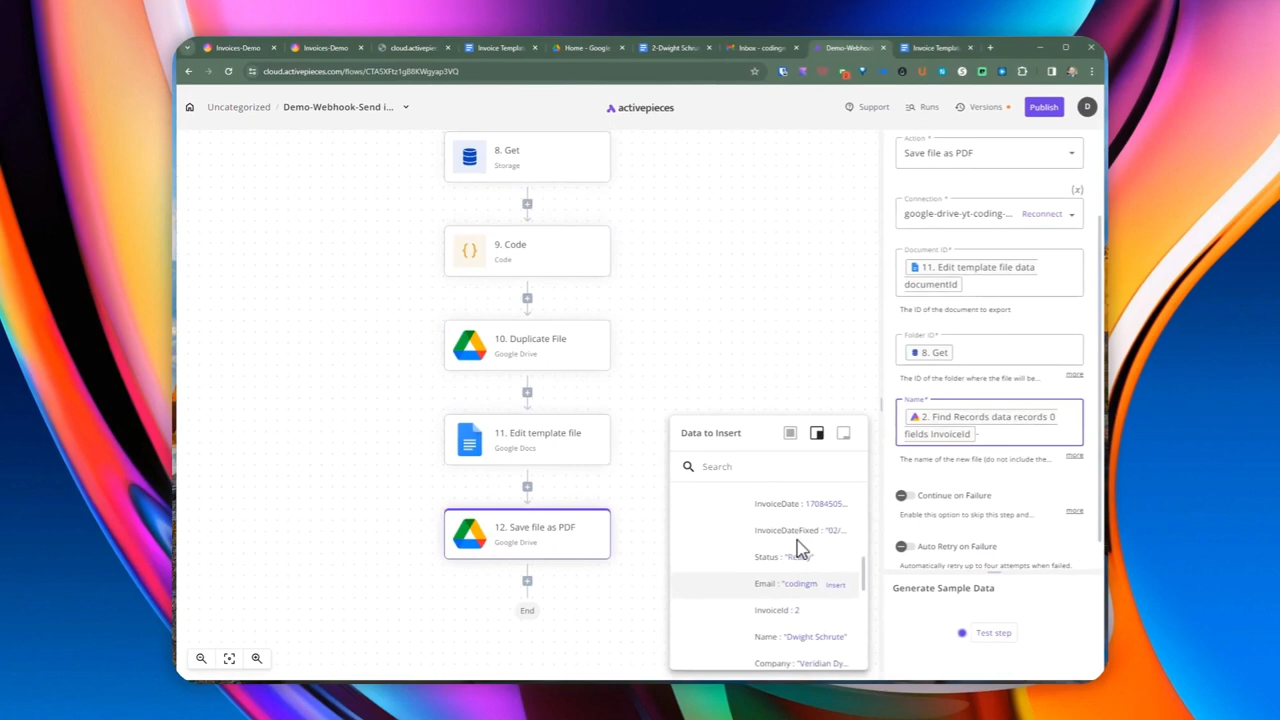 Invoices-Demo
Invoices-Demo
cloud.activepiec
Invoice Templat
Home - Google
2-Dwight Schru
Inbox - codingm
Demo-Webhook
Invoice Template
cloud.activepieces.com/flows/CTASXFtz1g88KWgyap3VQ
Uncategorized / Demo-Webhook-Send i...
activepieces
Support
Runs
Versions
Publish
D
8. Get
Storage
9. Code
Code
10. Duplicate File
Google Drive
11. Edit template file
Google Docs
12. Save file as PDF
Google Drive
End
Data to Insert
Search
InvoiceDate : 17084505...
InvoiceDateFixed : "02/...
Status :
Email : "codingm
Insert
InvoiceId : 2
Name : "Dwight Schrute"
Company : "Veridian Dy...
Action *
Save file as PDF
(x)
Connection *
google-drive-yt-coding-...
Reconnect
Document ID*
11. Edit template file data
documentId
The ID of the document to export
Folder ID*
8. Get
The ID of the folder where the file will be...
more
Name*
2. Find Records data records 0
fields InvoiceId -
The name of the new file (do not include the...
more
Continue on Failure
Enable this option to skip this step and...
more
Auto Retry on Failure
Automatically retry up to four attempts when failed.
Generate Sample Data
Test step